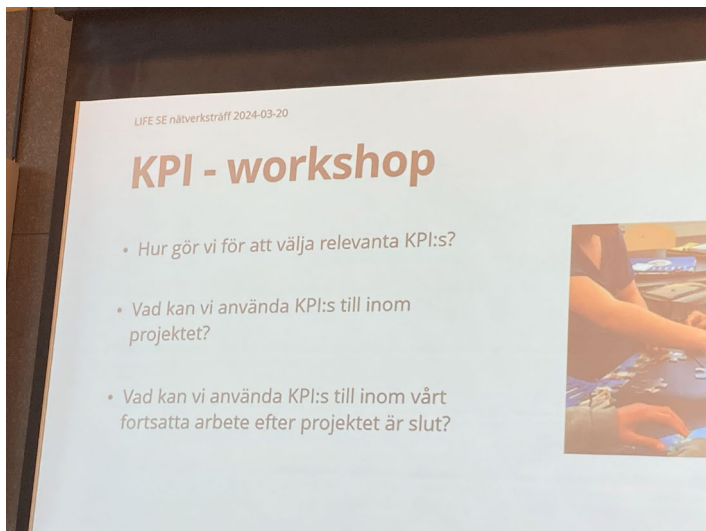 LIFE SE nätverksträff 2024-03-20
KPI - workshop
• Hur gör vi för att välja relevanta KPI:s?
• Vad kan vi använda KPI:s till inom
projektet?
• Vad kan vi använda KPI:s till inom vårt
fortsatta arbete efter projektet är slut?